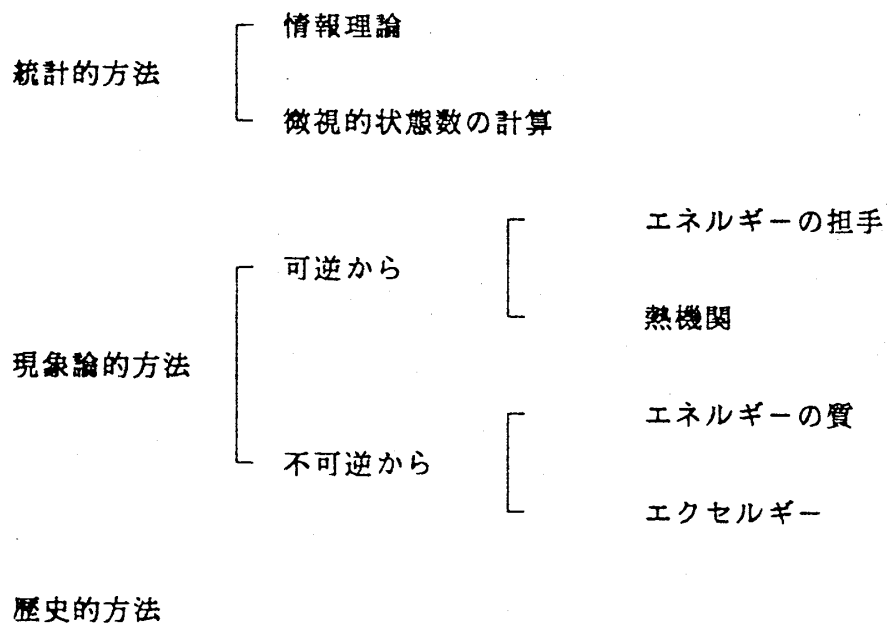 情報理論
統計的方法
微視的状態数の計算
エネルギーの担手
可逆から
熱機関
現象論的方法
エネルギーの質
不可逆から
エクセルギー
歴史的方法